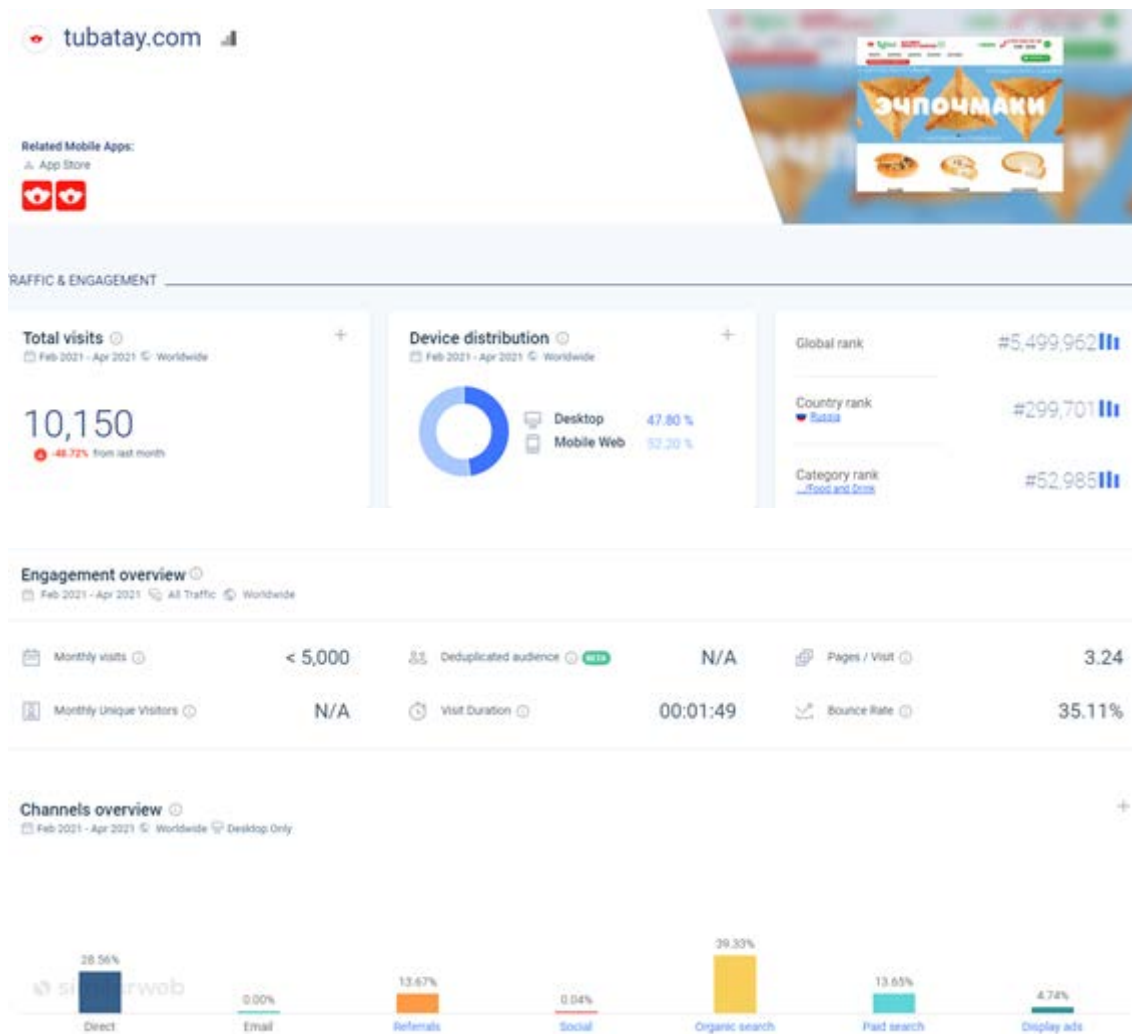 tubatay.com
ЭЧПОЧМАКИ
Related Mobile Apps:
App Store
RAFFIC & ENGAGEMENT
Total visits
Feb 2021 - Apr 2021 Worldwide
10,150
-48.72% from last month
Device distribution
Feb 2021 - Apr 2021 Worldwide
Desktop 47.80 %
Mobile Web 52.20 %
Global rank #5,499,962
Country rank #299,701
Russia
Category rank #52,985
.../Food and Drink
Engagement overview
Feb 2021 - Apr 2021 All Traffic Worldwide
Monthly visits < 5,000
Deduplicated audience BETA N/A
Pages / Visit 3.24
Monthly Unique Visitors N/A
Visit Duration 00:01:49
Bounce Rate 35.11%
Channels overview
Feb 2021 - Apr 2021 Worldwide Desktop Only
28.56% 0.00% 13.67% 0.04% 39.33% 13.65% 4.74%
similarweb
Direct Email Referrals Social Organic search Paid search Display ads